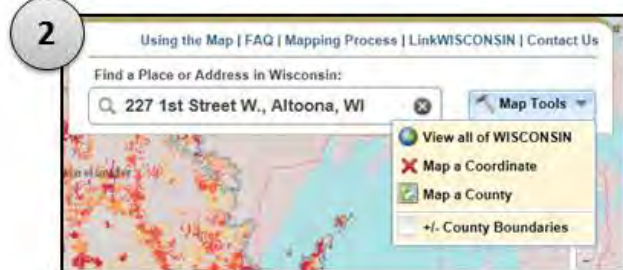 2
Using the Map | FAQ | Mapping Process | LinkWISCONSIN | Contact Us
Find a Place or Address in Wisconsin:
227 1st Street W., Altoona, WI
Map Tools
View all of WISCONSIN
Map a Coordinate
Map a County
+/- County Boundaries